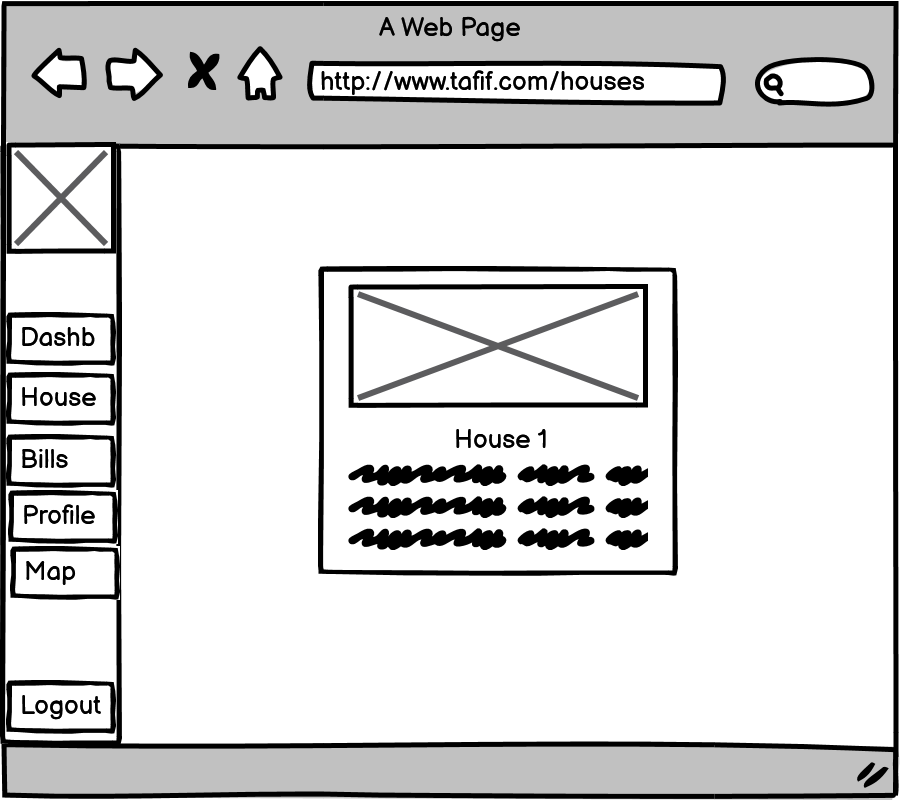 A Web Page
http://www.tafif.com/houses
Dashb
House
Bills
Profile
Map
Logout
House 1